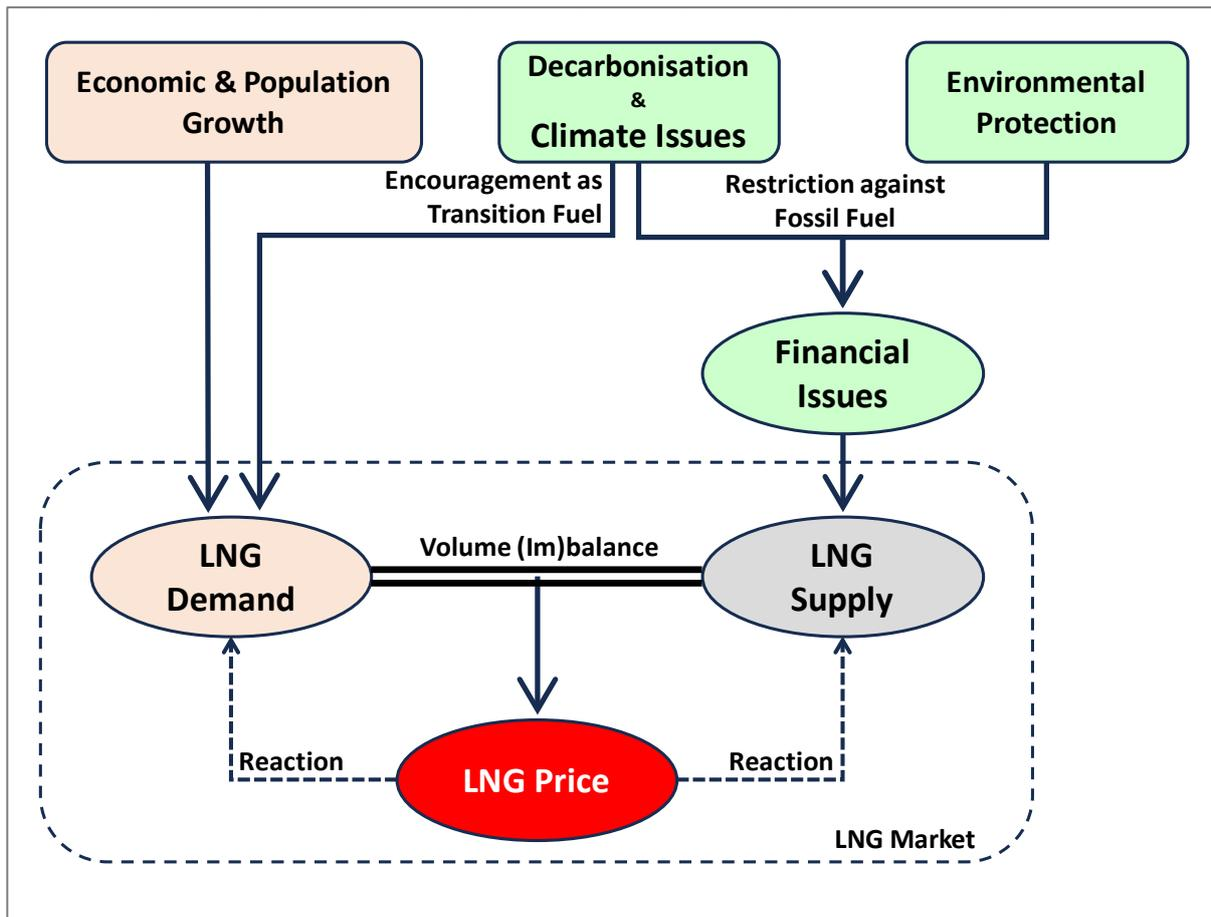 Economic & Population
Growth
Decarbonisation
&
Climate Issues
Environmental
Protection
Encouragement as
Transition Fuel
Restriction against
Fossil Fuel
Financial
Issues
LNG
Demand
Volume (Im)balance
LNG
Supply
Reaction
LNG Price
Reaction
LNG Market